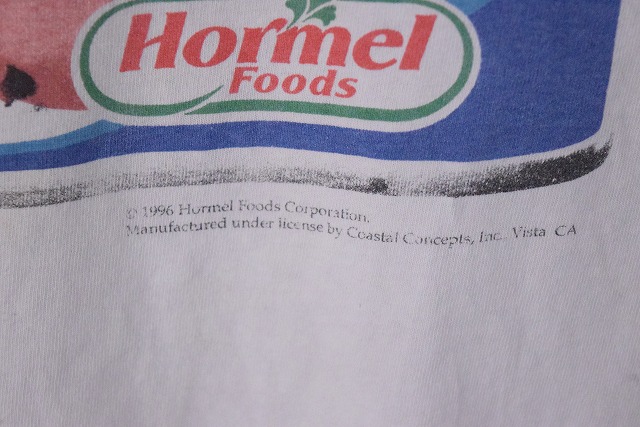 Hormel
Foods
© 1996 Hormel Foods Corporation.
Manufactured under license by Coastal Concepts, Inc. Vista CA